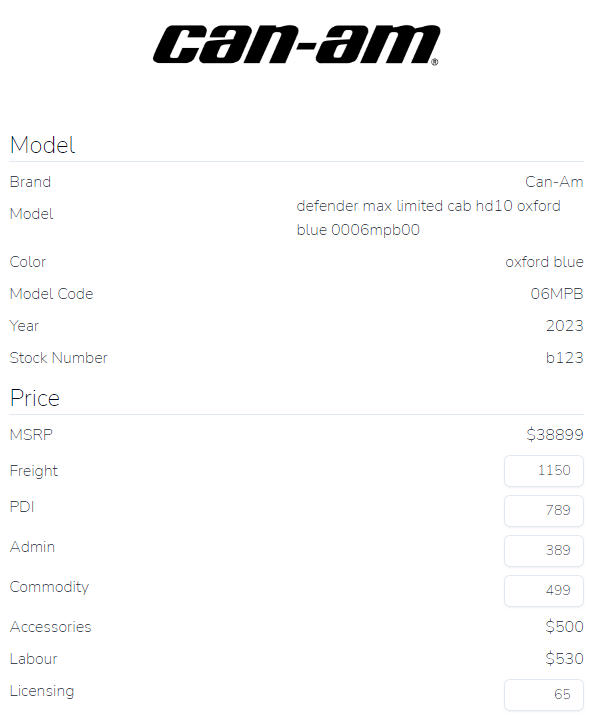 can-am®
Model
Brand Can-Am
Model defender max limited cab hd10 oxford
blue 0006mpb00
Color oxford blue
Model Code 06MPB
Year 2023
Stock Number b123
Price
MSRP $38899
Freight 1150
PDI 789
Admin 389
Commodity 499
Accessories $500
Labour $530
Licensing 65